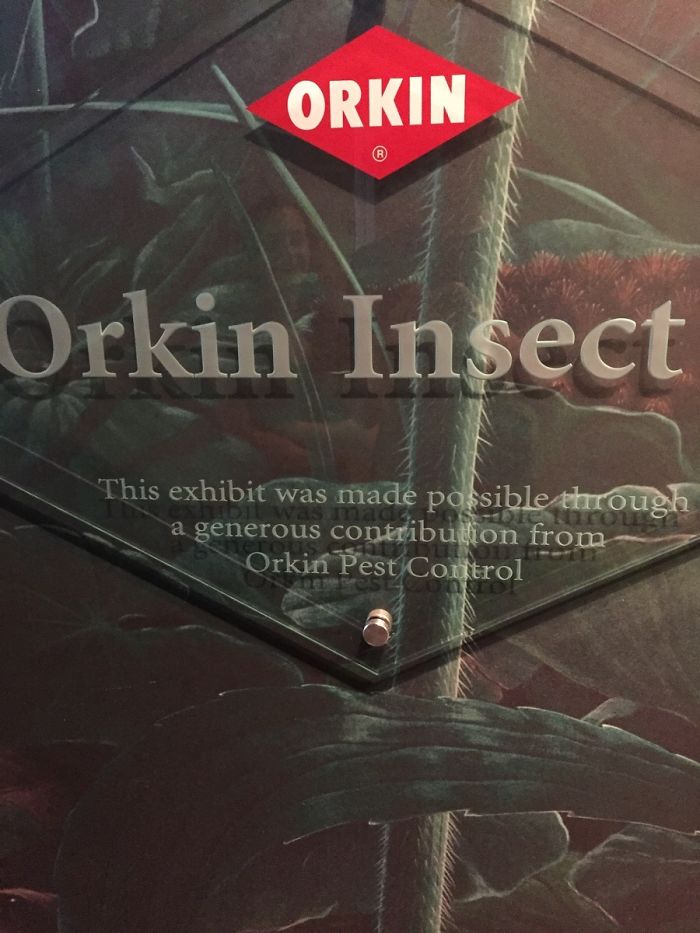 ORKIN
®
Orkin Insect
This exhibit was made possible through
a generous contribution from
Orkin Pest Control